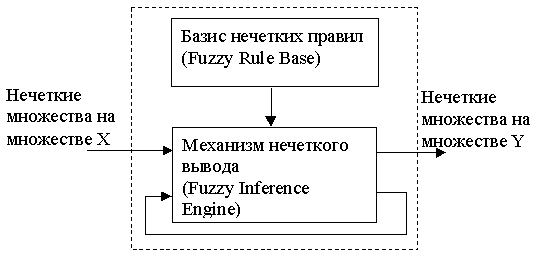 Базис нечетких правил
(Fuzzy Rule Base)
Нечеткие
множества на
множестве X
Механизм нечеткого
вывода
(Fuzzy Inference
Engine)
Нечеткие
множества на
множестве Y